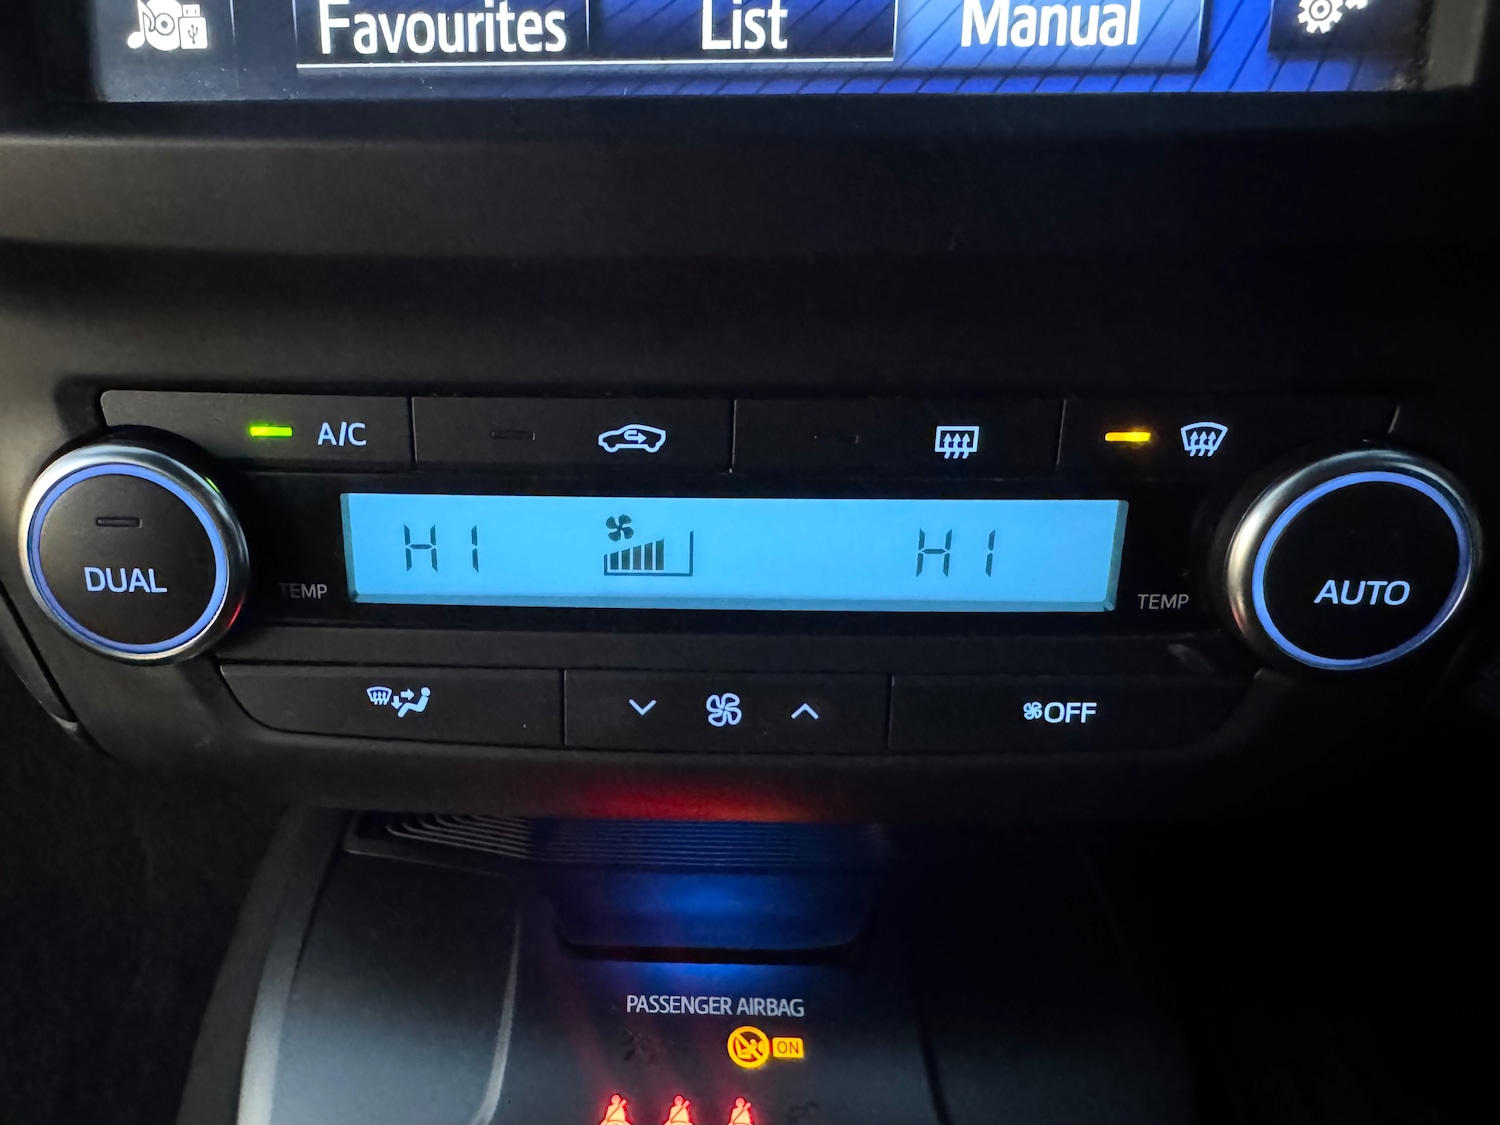 Favourites List Manual
A/C
DUAL
TEMP
HI HI
TEMP
AUTO
OFF
PASSENGER AIRBAG
ON